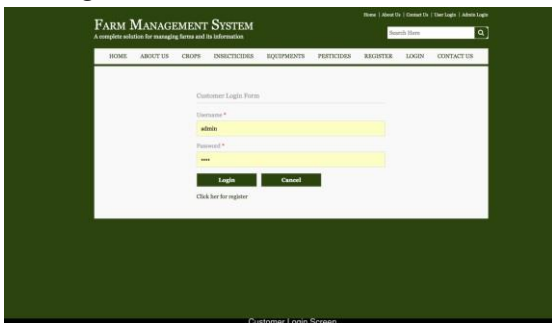 FARM MANAGEMENT SYSTEM
A complete solution for managing farms and its information
Home | About Us | Contact Us | User Login | Admin Login
Search Here
HOME ABOUT US CROPS INSECTICIDES EQUIPMENTS PESTICIDES REGISTER LOGIN CONTACT US
Customer Login Form
Username *
admin
Password *
••••
Login Cancel
Click her for register
Customer Login Screen